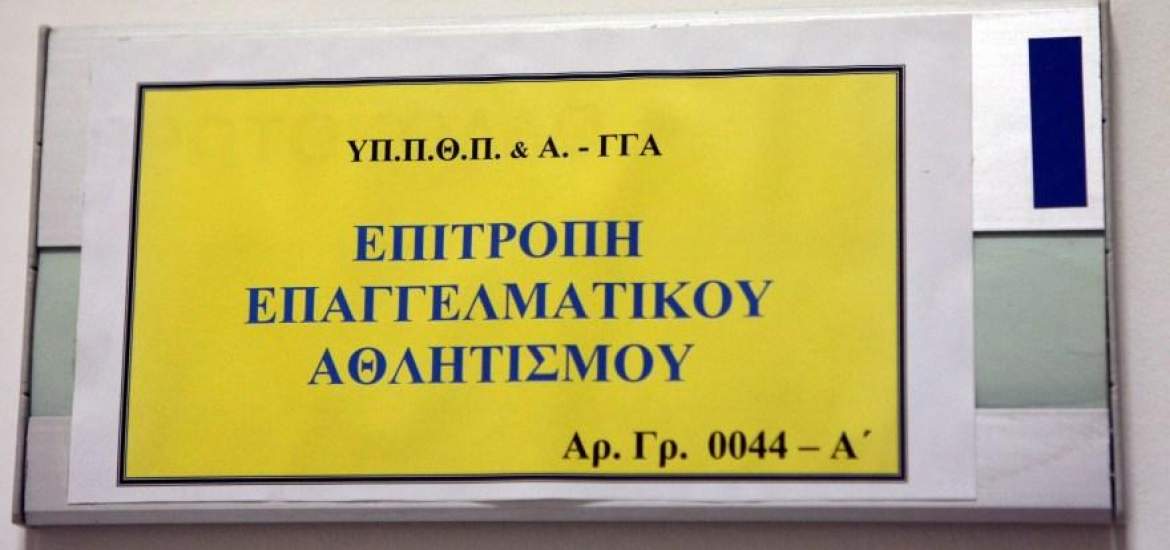 ΥΠ.Π.Θ.Π. & Α. - ΓΓΑ
ΕΠΙΤΡΟΠΗ
ΕΠΑΓΓΕΛΜΑΤΙΚΟΥ
ΑΘΛΗΤΙΣΜΟΥ
Αρ. Γρ. 0044 – Α΄